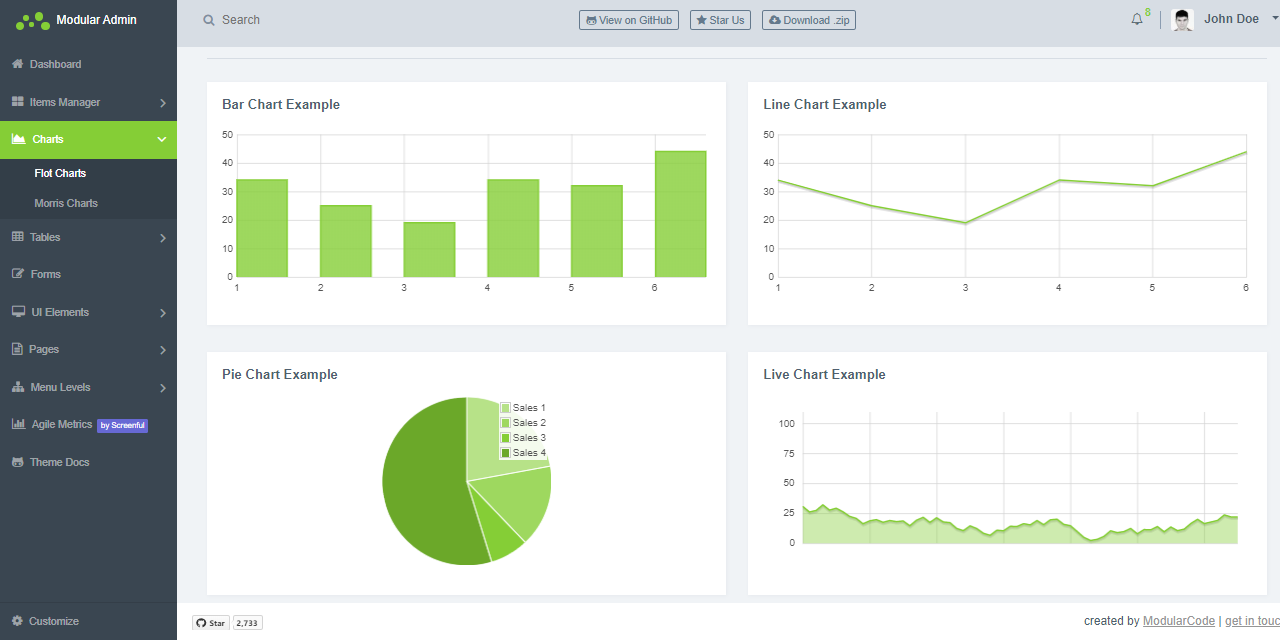 Modular Admin
Search
View on GitHub
Star Us
Download .zip
8
John Doe
Dashboard
Items Manager
Charts
Flot Charts
Morris Charts
Tables
Forms
UI Elements
Pages
Menu Levels
Agile Metrics by Screenful
Theme Docs
Customize
Bar Chart Example
50
40
30
20
10
0
1 2 3 4 5 6
Line Chart Example
50
40
30
20
10
0
1 2 3 4 5 6
Pie Chart Example
Sales 1
Sales 2
Sales 3
Sales 4
Live Chart Example
100
75
50
25
0
Star 2,733
created by ModularCode | get in touc